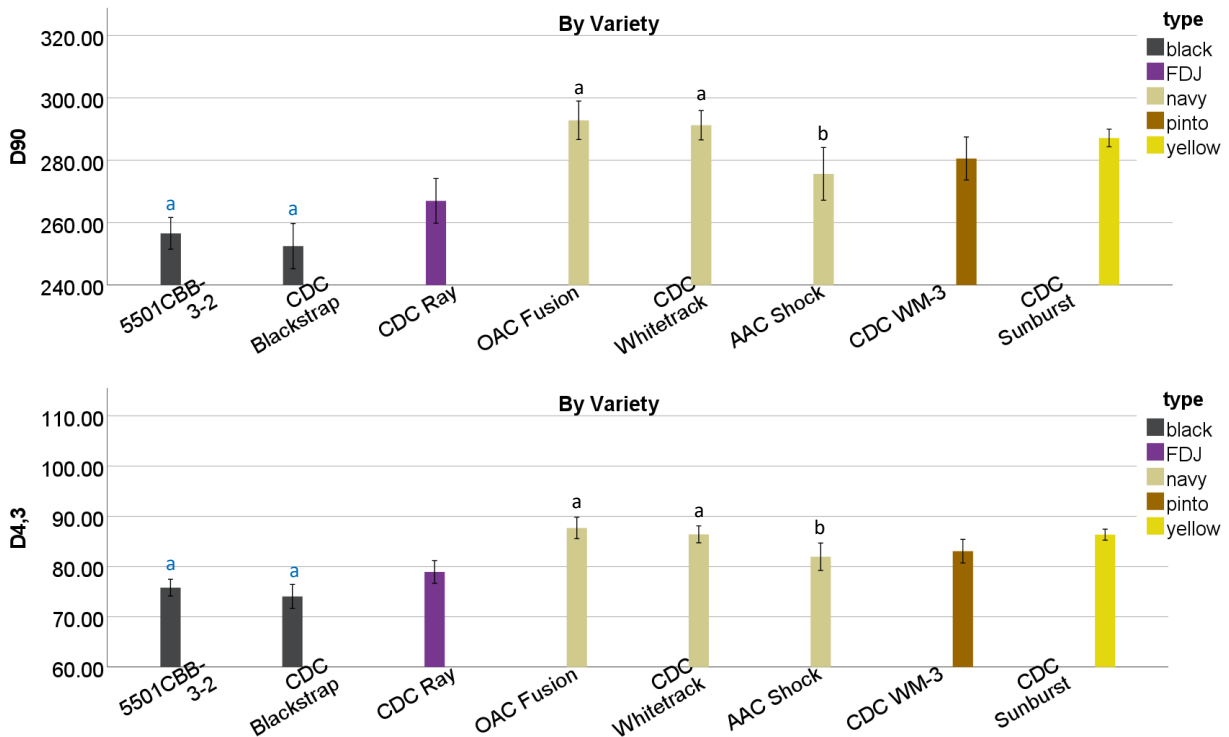 By Variety
type
black
FDJ
navy
pinto
yellow
D90
320.00
300.00
280.00
260.00
240.00
a
a
a
a
b
5501CBB-
3-2
CDC
Blackstrap
CDC Ray
OAC Fusion
CDC
Whitetrack
AAC Shock
CDC WM-3
CDC
Sunburst
By Variety
type
black
FDJ
navy
pinto
yellow
D4,3
110.00
100.00
90.00
80.00
70.00
60.00
a
a
a
a
b
5501CBB-
3-2
CDC
Blackstrap
CDC Ray
OAC Fusion
CDC
Whitetrack
AAC Shock
CDC WM-3
CDC
Sunburst